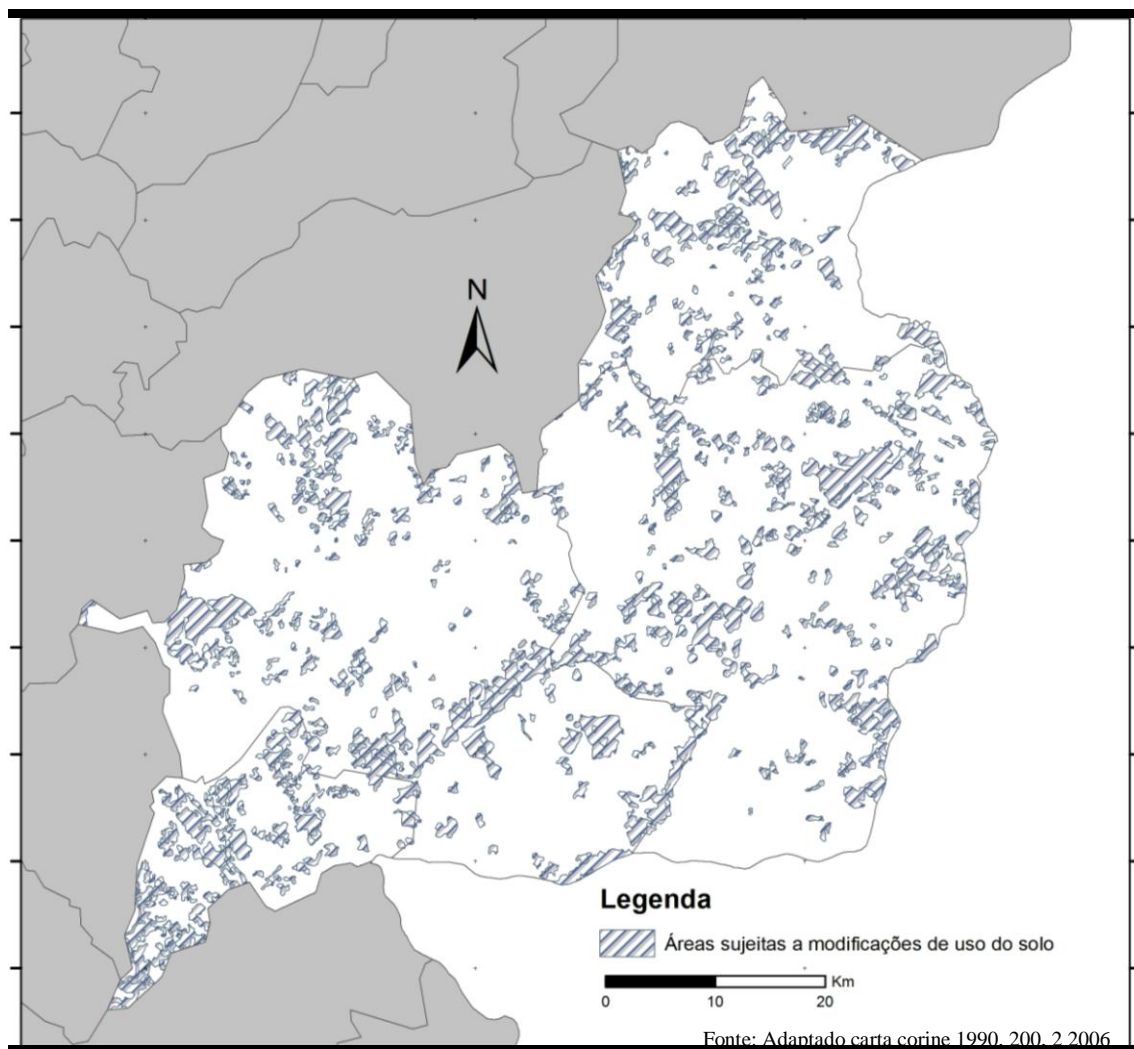 N
Legenda
Áreas sujeitas a modificações de uso do solo
Km
0 10 20
Fonte: Adaptado carta corine 1990, 200, 2 2006